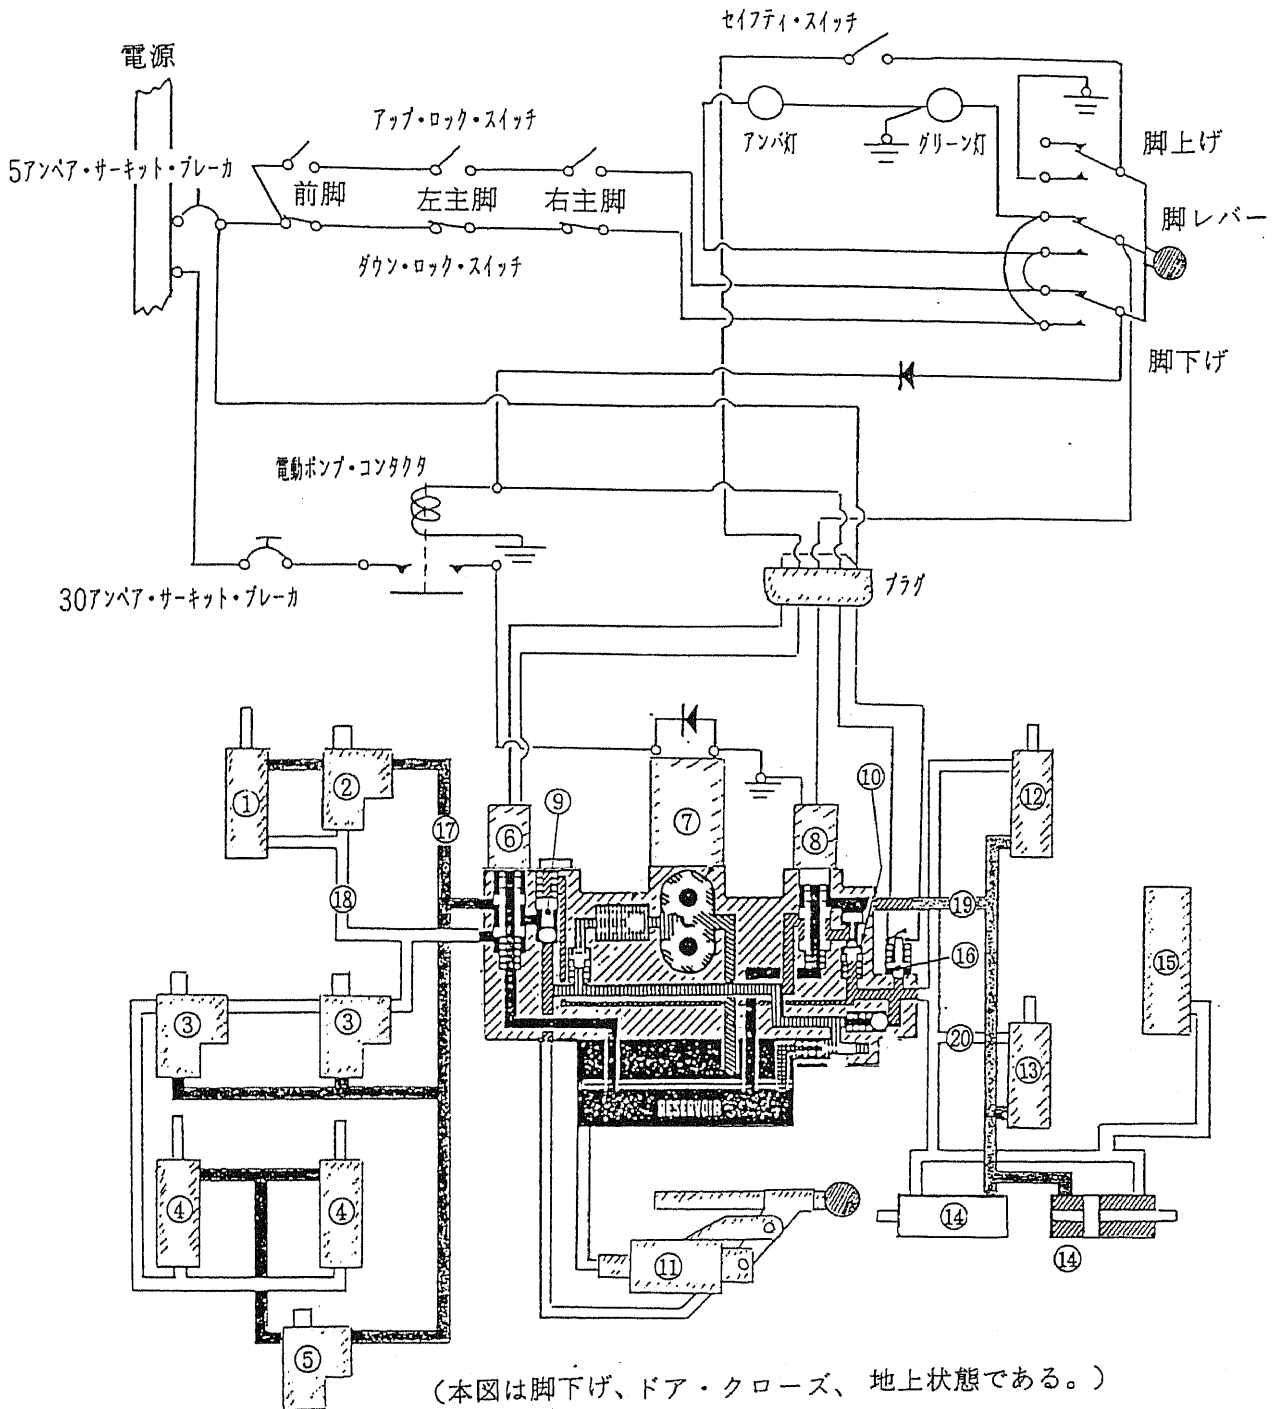 セイフティ・スイッチ
電源
アップ・ロック・スイッチ
アンバ灯
グリーン灯
脚上げ
5アンペア・サーキット・ブレーカ
前脚
左主脚
右主脚
脚レバー
ダウン・ロック・スイッチ
脚下げ
電動ポンプ・コンタクタ
30アンペア・サーキット・ブレーカ
プラグ
①
②
⑰
⑥
⑨
⑦
⑧
⑩
⑫
⑱
⑲
⑯
⑮
③
③
⑳
⑬
RESERVOIR
④
④
⑪
⑭
⑭
⑤
(本図は脚下げ、ドア・クローズ、地上状態である。)